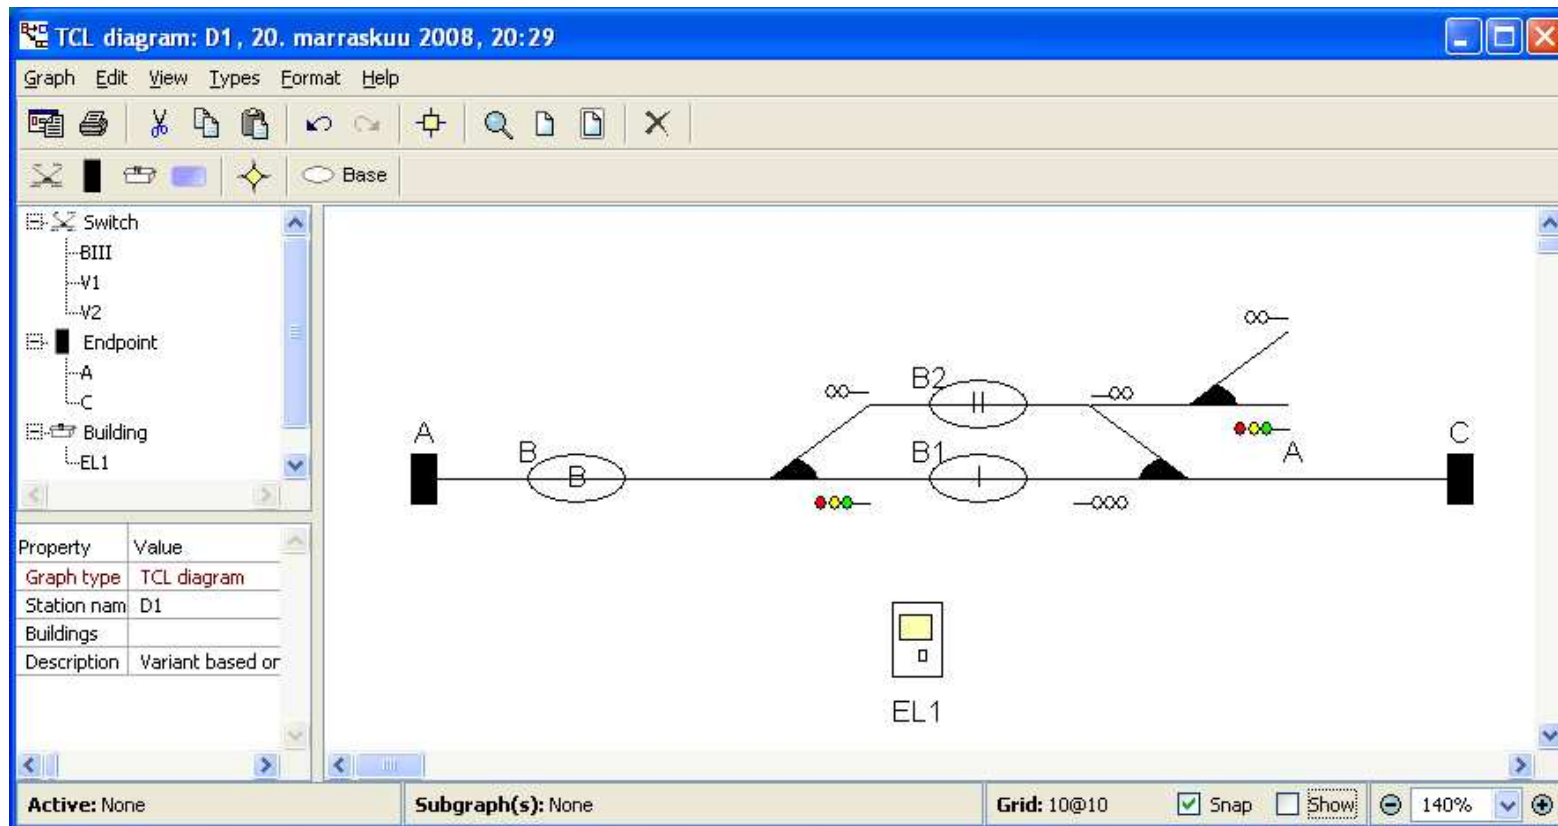 TCL diagram: D1, 20. marraskuu 2008, 20:29
Graph Edit View Types Format Help
Base
Switch
BIII
V1
V2
Endpoint
A
C
Building
EL1
Property Value
Graph type TCL diagram
Station nam D1
Buildings
Description Variant based or
B2
II
A
B
B
B1
I
A
C
EL1
Active: None Subgraph(s): None Grid: 10@10 Snap Show 140%